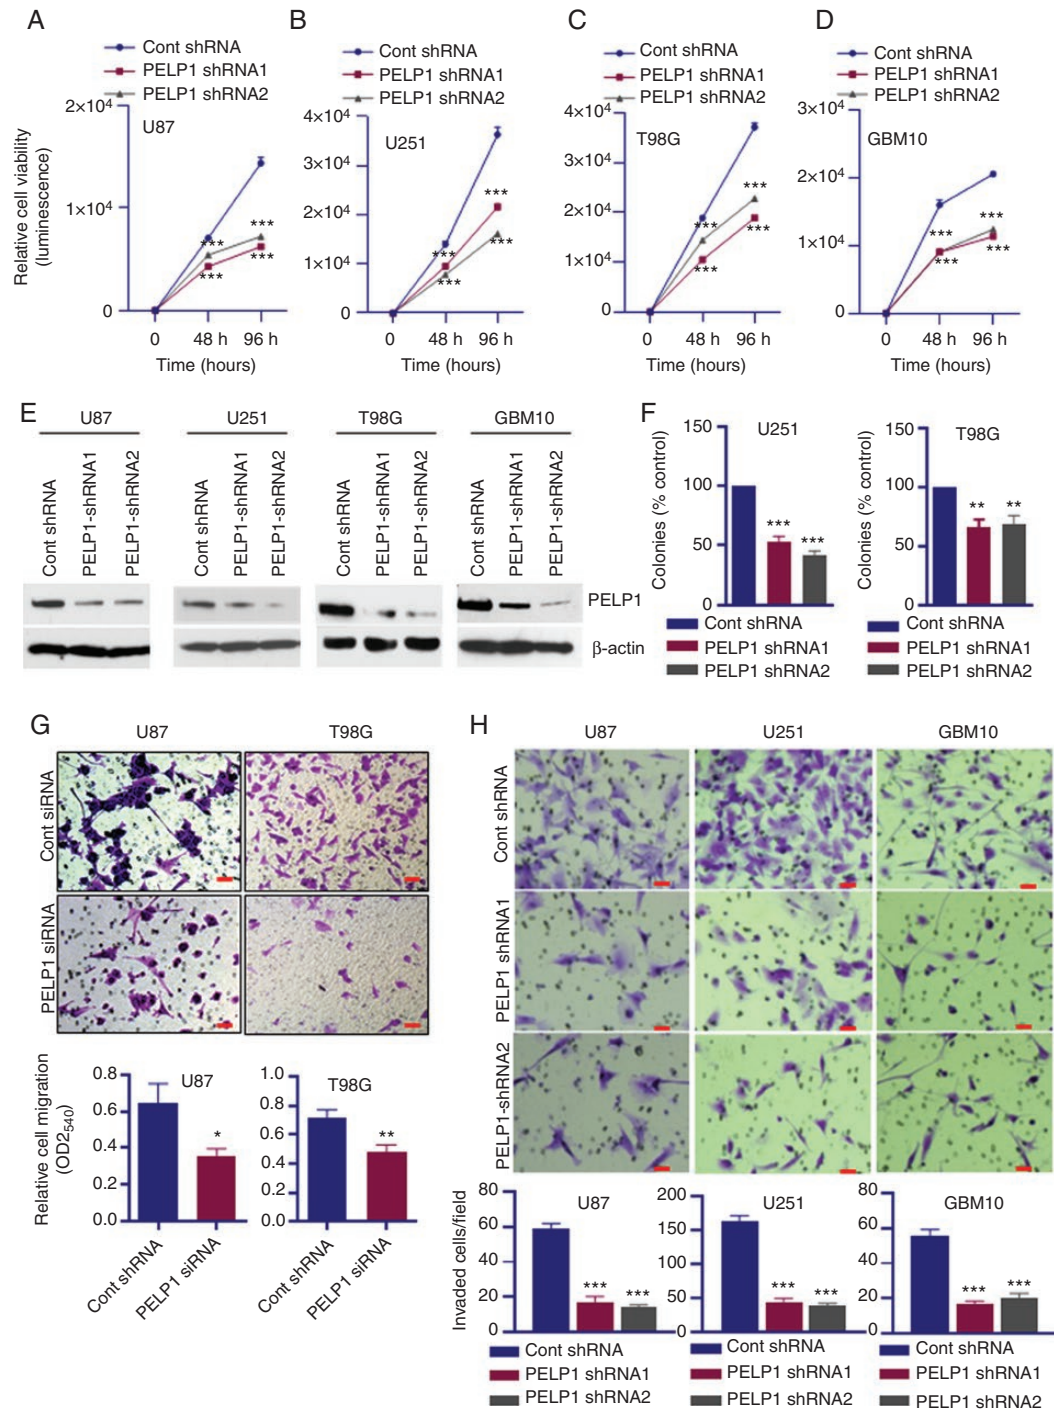 A
Cont shRNA
PELP1 shRNA1
PELP1 shRNA2
U87
Relative cell viability
(luminescence)
2×10⁴
1×10⁴
0
***
***
***
***
0 48 h 96 h
Time (hours)
B
Cont shRNA
PELP1 shRNA1
PELP1 shRNA2
U251
4×10⁴
3×10⁴
2×10⁴
1×10⁴
0
***
***
***
***
0 48 h 96 h
Time (hours)
C
Cont shRNA
PELP1 shRNA1
PELP1 shRNA2
T98G
4×10⁴
3×10⁴
2×10⁴
1×10⁴
0
***
***
***
***
0 48 h 96 h
Time (hours)
D
Cont shRNA
PELP1 shRNA1
PELP1 shRNA2
GBM10
3×10⁴
2×10⁴
1×10⁴
0
***
***
***
***
0 48 h 96 h
Time (hours)
E
U87 U251 T98G GBM10
Cont shRNA
PELP1-shRNA1
PELP1-shRNA2
Cont shRNA
PELP1-shRNA1
PELP1-shRNA2
Cont shRNA
PELP1-shRNA1
PELP1-shRNA2
Cont shRNA
PELP1-shRNA1
PELP1-shRNA2
PELP1
β-actin
F
U251
Colonies (% control)
150
100
50
0
***
***
Cont shRNA
PELP1 shRNA1
PELP1 shRNA2
T98G
Colonies (% control)
150
100
50
0
**
**
Cont shRNA
PELP1 shRNA1
PELP1 shRNA2
G
U87 T98G
Cont siRNA
PELP1 siRNA
Relative cell migration
(OD2₅₄₀)
U87
0.8
0.6
0.4
0.2
0.0
*
Cont shRNA
PELP1 siRNA
T98G
1.0
0.8
0.6
0.4
0.2
0.0
**
Cont shRNA
PELP1 siRNA
H
U87 U251 GBM10
Cont shRNA
PELP1 shRNA1
PELP1-shRNA2
Invaded cells/field
U87
80
60
40
20
0
***
***
Cont shRNA
PELP1 shRNA1
PELP1 shRNA2
U251
200
150
100
50
0
***
***
Cont shRNA
PELP1 shRNA1
PELP1 shRNA2
GBM10
80
60
40
20
0
***
***
Cont shRNA
PELP1 shRNA1
PELP1 shRNA2